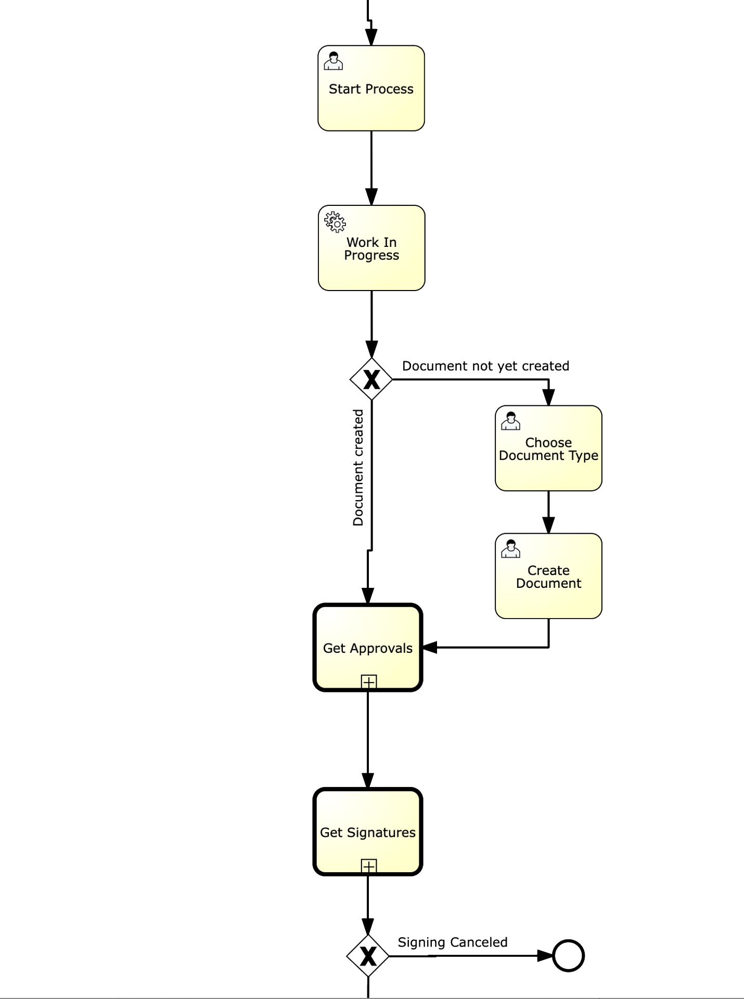 Start Process
Work In
Progress
Document not yet created
Document created
Choose
Document Type
Create
Document
Get Approvals
Get Signatures
Signing Canceled